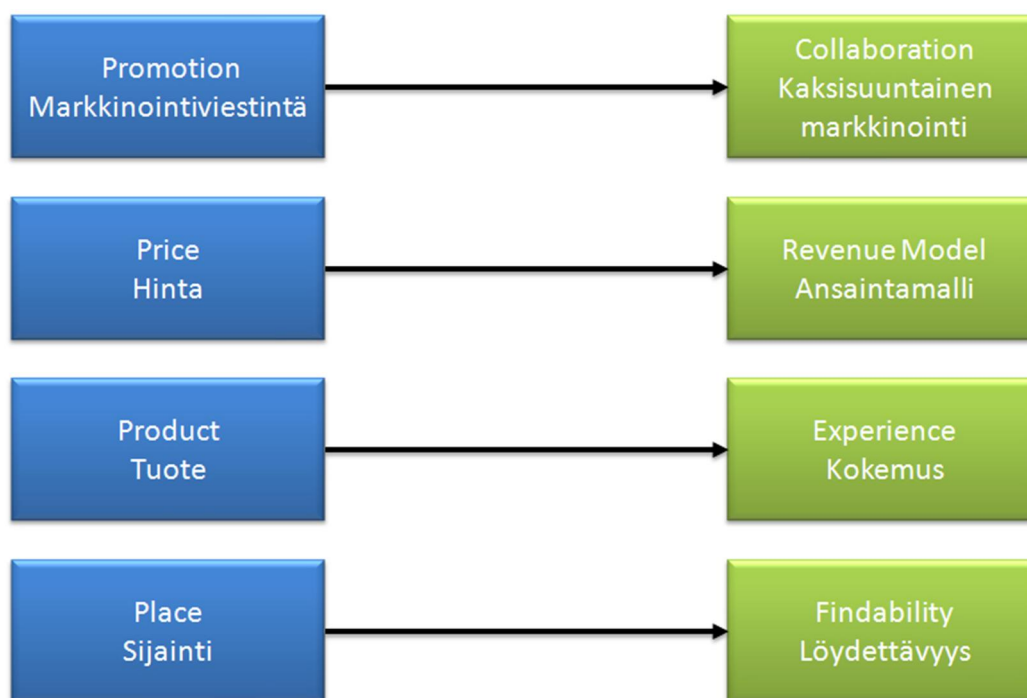 Promotion
Markkinointiviestintä
Collaboration
Kaksisuuntainen
markkinointi
Price
Hinta
Revenue Model
Ansaintamalli
Product
Tuote
Experience
Kokemus
Place
Sijainti
Findability
Löydettävyys